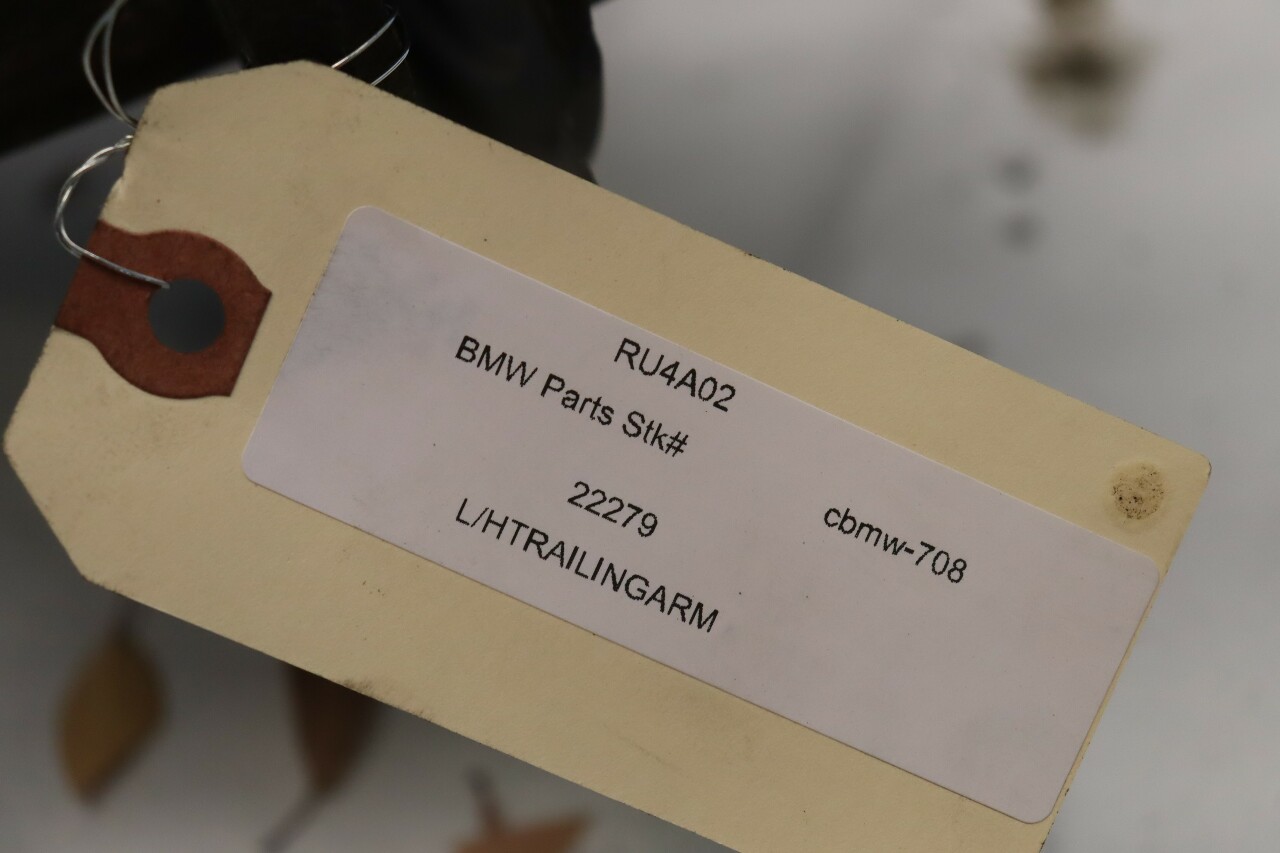 RU4A02
BMW Parts Stk#
22279
cbmw-708
L/HTRAILINGARM